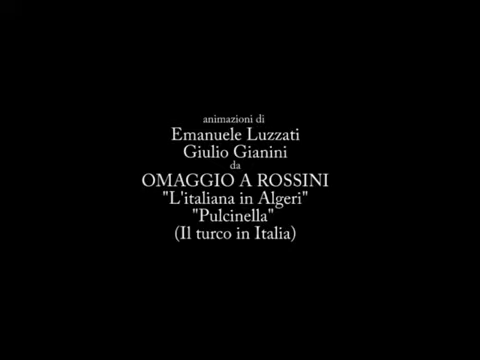 animazioni di
Emanuele Luzzati
Giulio Gianini
da
OMAGGIO A ROSSINI
"L'italiana in Algeri"
"Pulcinella"
(Il turco in Italia)